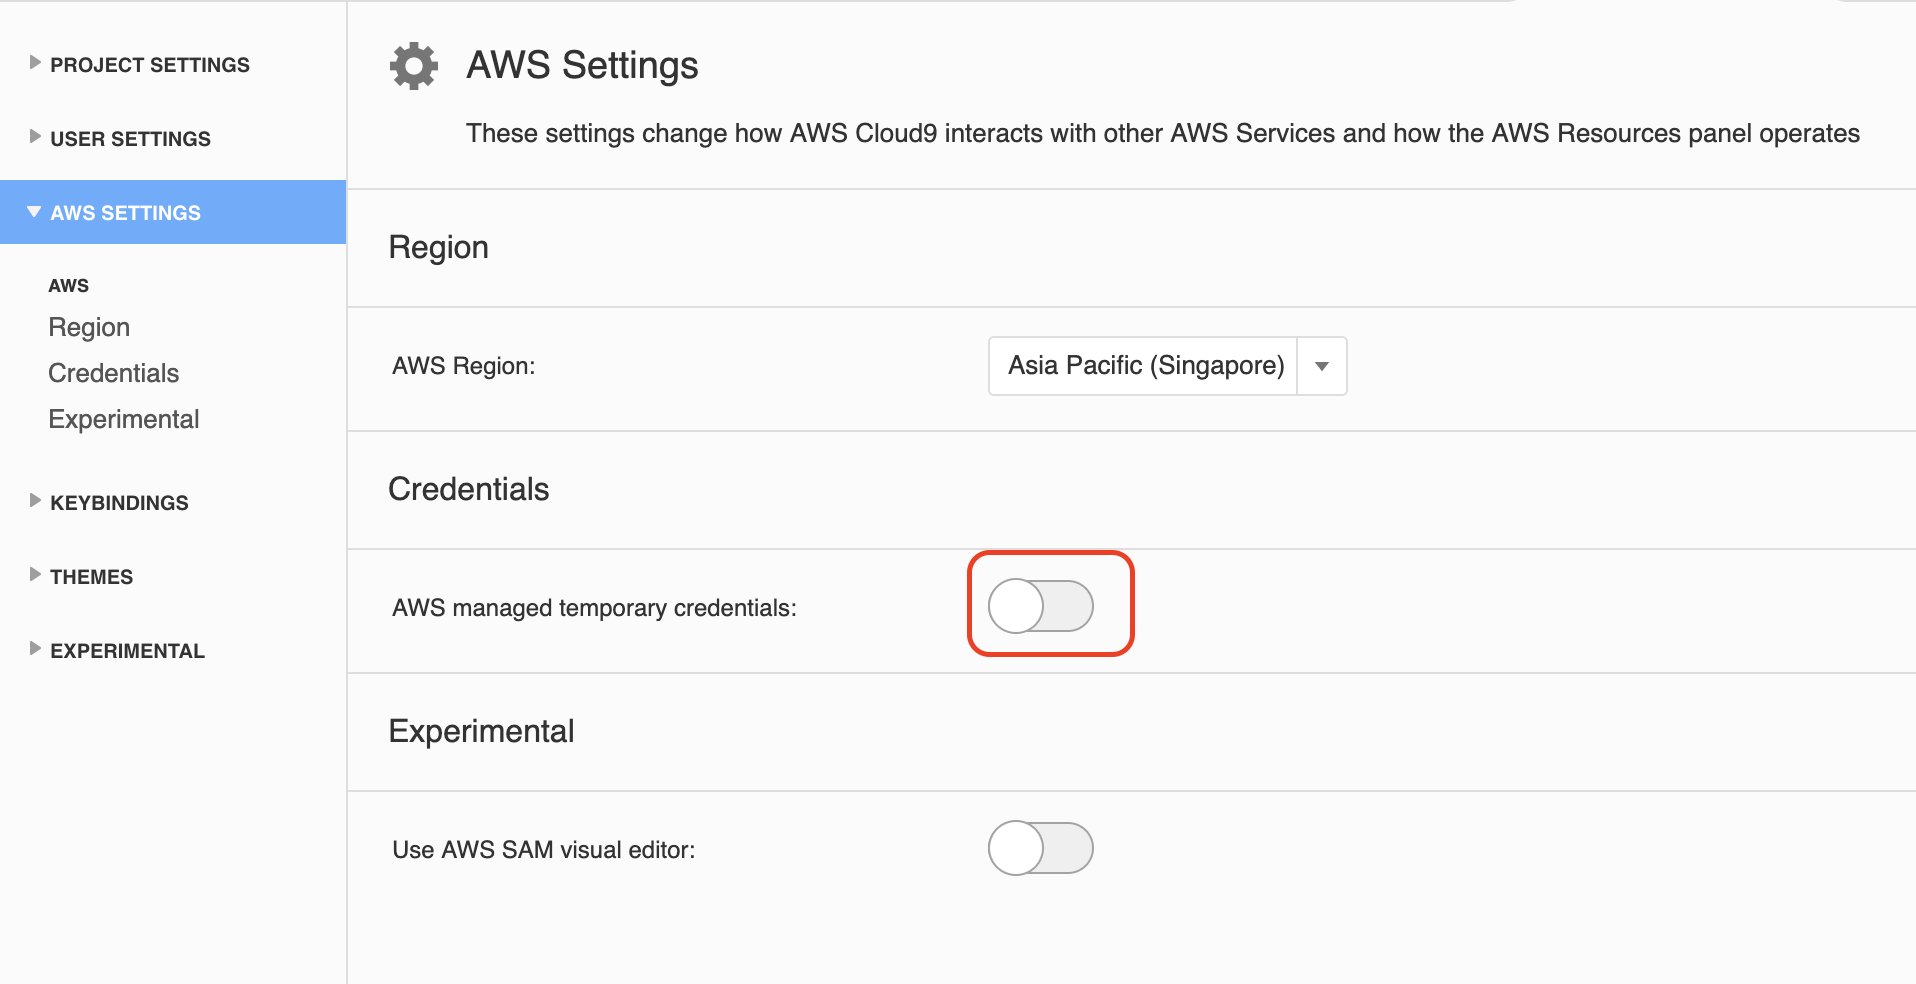 PROJECT SETTINGS
USER SETTINGS
AWS SETTINGS
AWS
Region
Credentials
Experimental
KEYBINDINGS
THEMES
EXPERIMENTAL
AWS Settings
These settings change how AWS Cloud9 interacts with other AWS Services and how the AWS Resources panel operates
Region
AWS Region:
Asia Pacific (Singapore)
Credentials
AWS managed temporary credentials:
Experimental
Use AWS SAM visual editor: